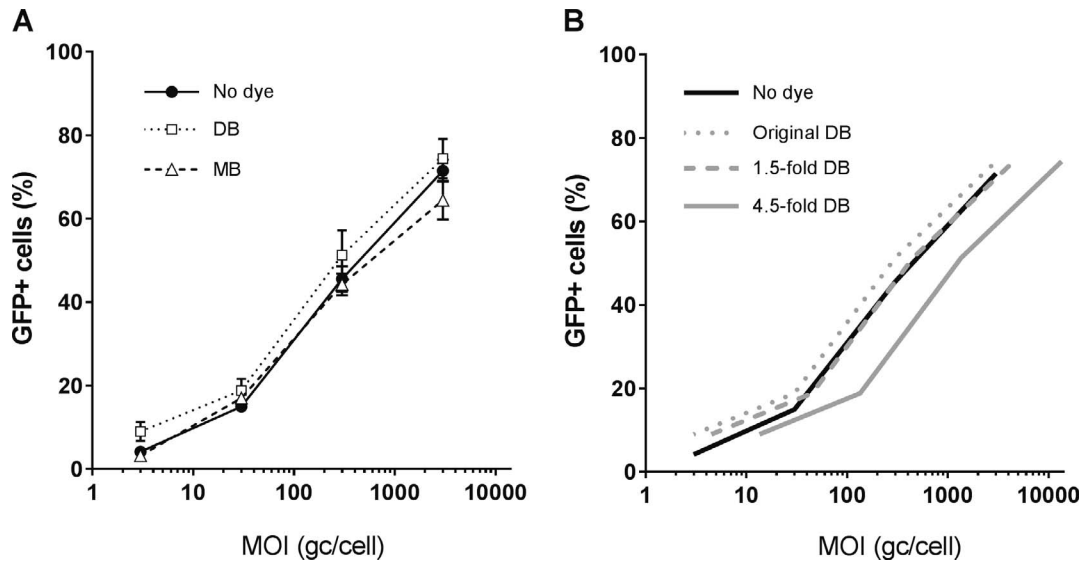 A
100
80
60
40
20
0
GFP+ cells (%)
No dye
DB
MB
1 10 100 1000 10000
MOI (gc/cell)
B
100
80
60
40
20
0
GFP+ cells (%)
No dye
Original DB
1.5-fold DB
4.5-fold DB
1 10 100 1000 10000
MOI (gc/cell)